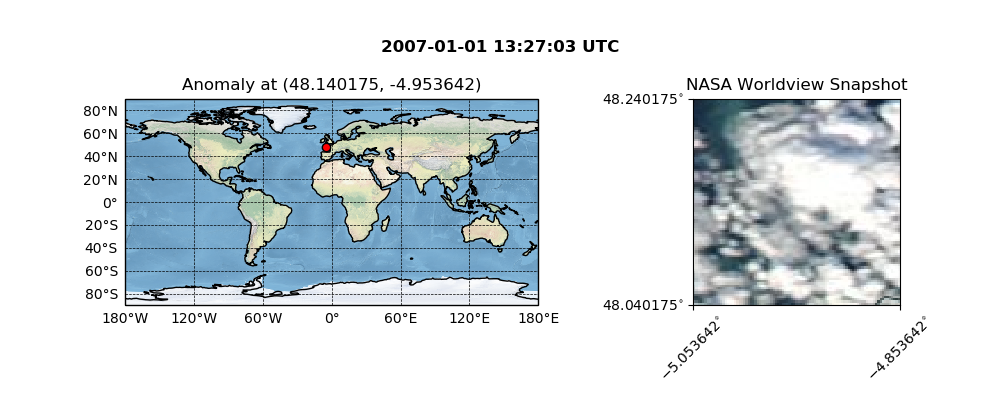 2007-01-01 13:27:03 UTC
Anomaly at (48.140175, -4.953642)
80°N
60°N
40°N
20°N
0°
20°S
40°S
60°S
80°S
180°W 120°W 60°W 0° 60°E 120°E 180°E
NASA Worldview Snapshot
48.240175°
48.040175°
−5.053642°
−4.853642°